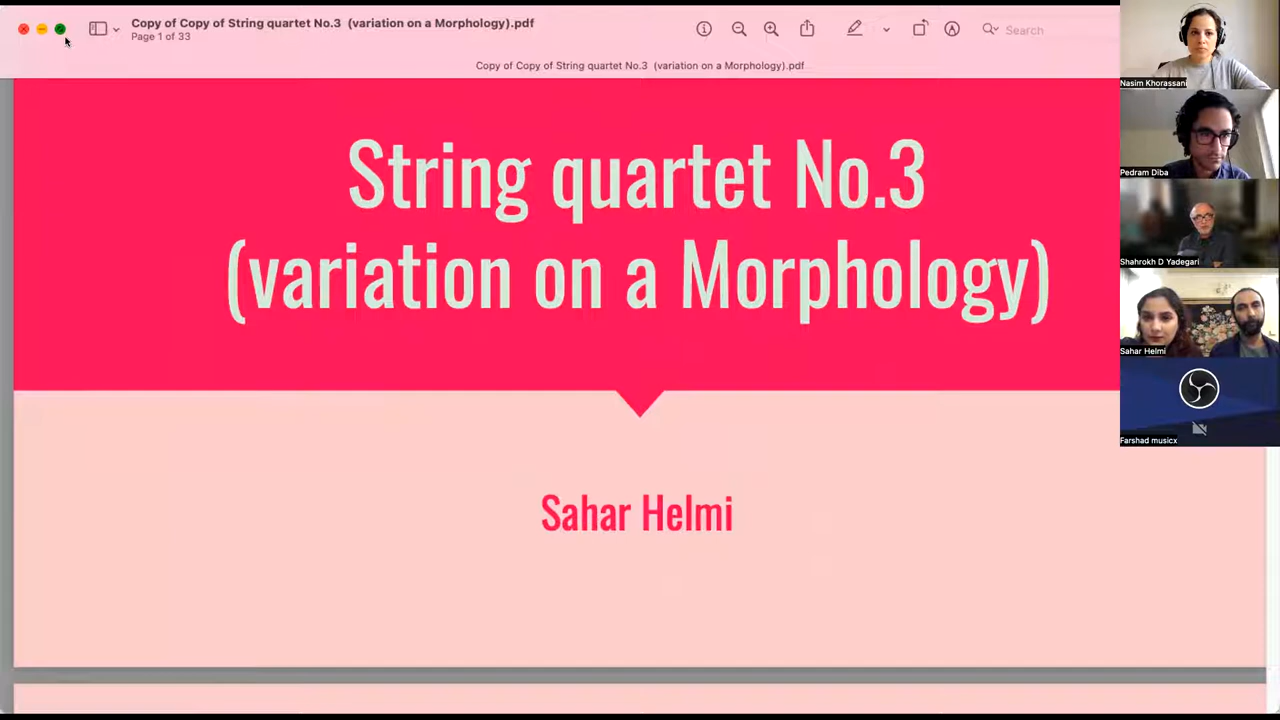 Copy of Copy of String quartet No.3 (variation on a Morphology).pdf
Page 1 of 33
Search
Copy of Copy of String quartet No.3 (variation on a Morphology).pdf
String quartet No.3
(variation on a Morphology)
Sahar Helmi
Nasim Khorassani
Pedram Diba
Shahrokh D Yadegari
Sahar Helmi
Farshad musicx